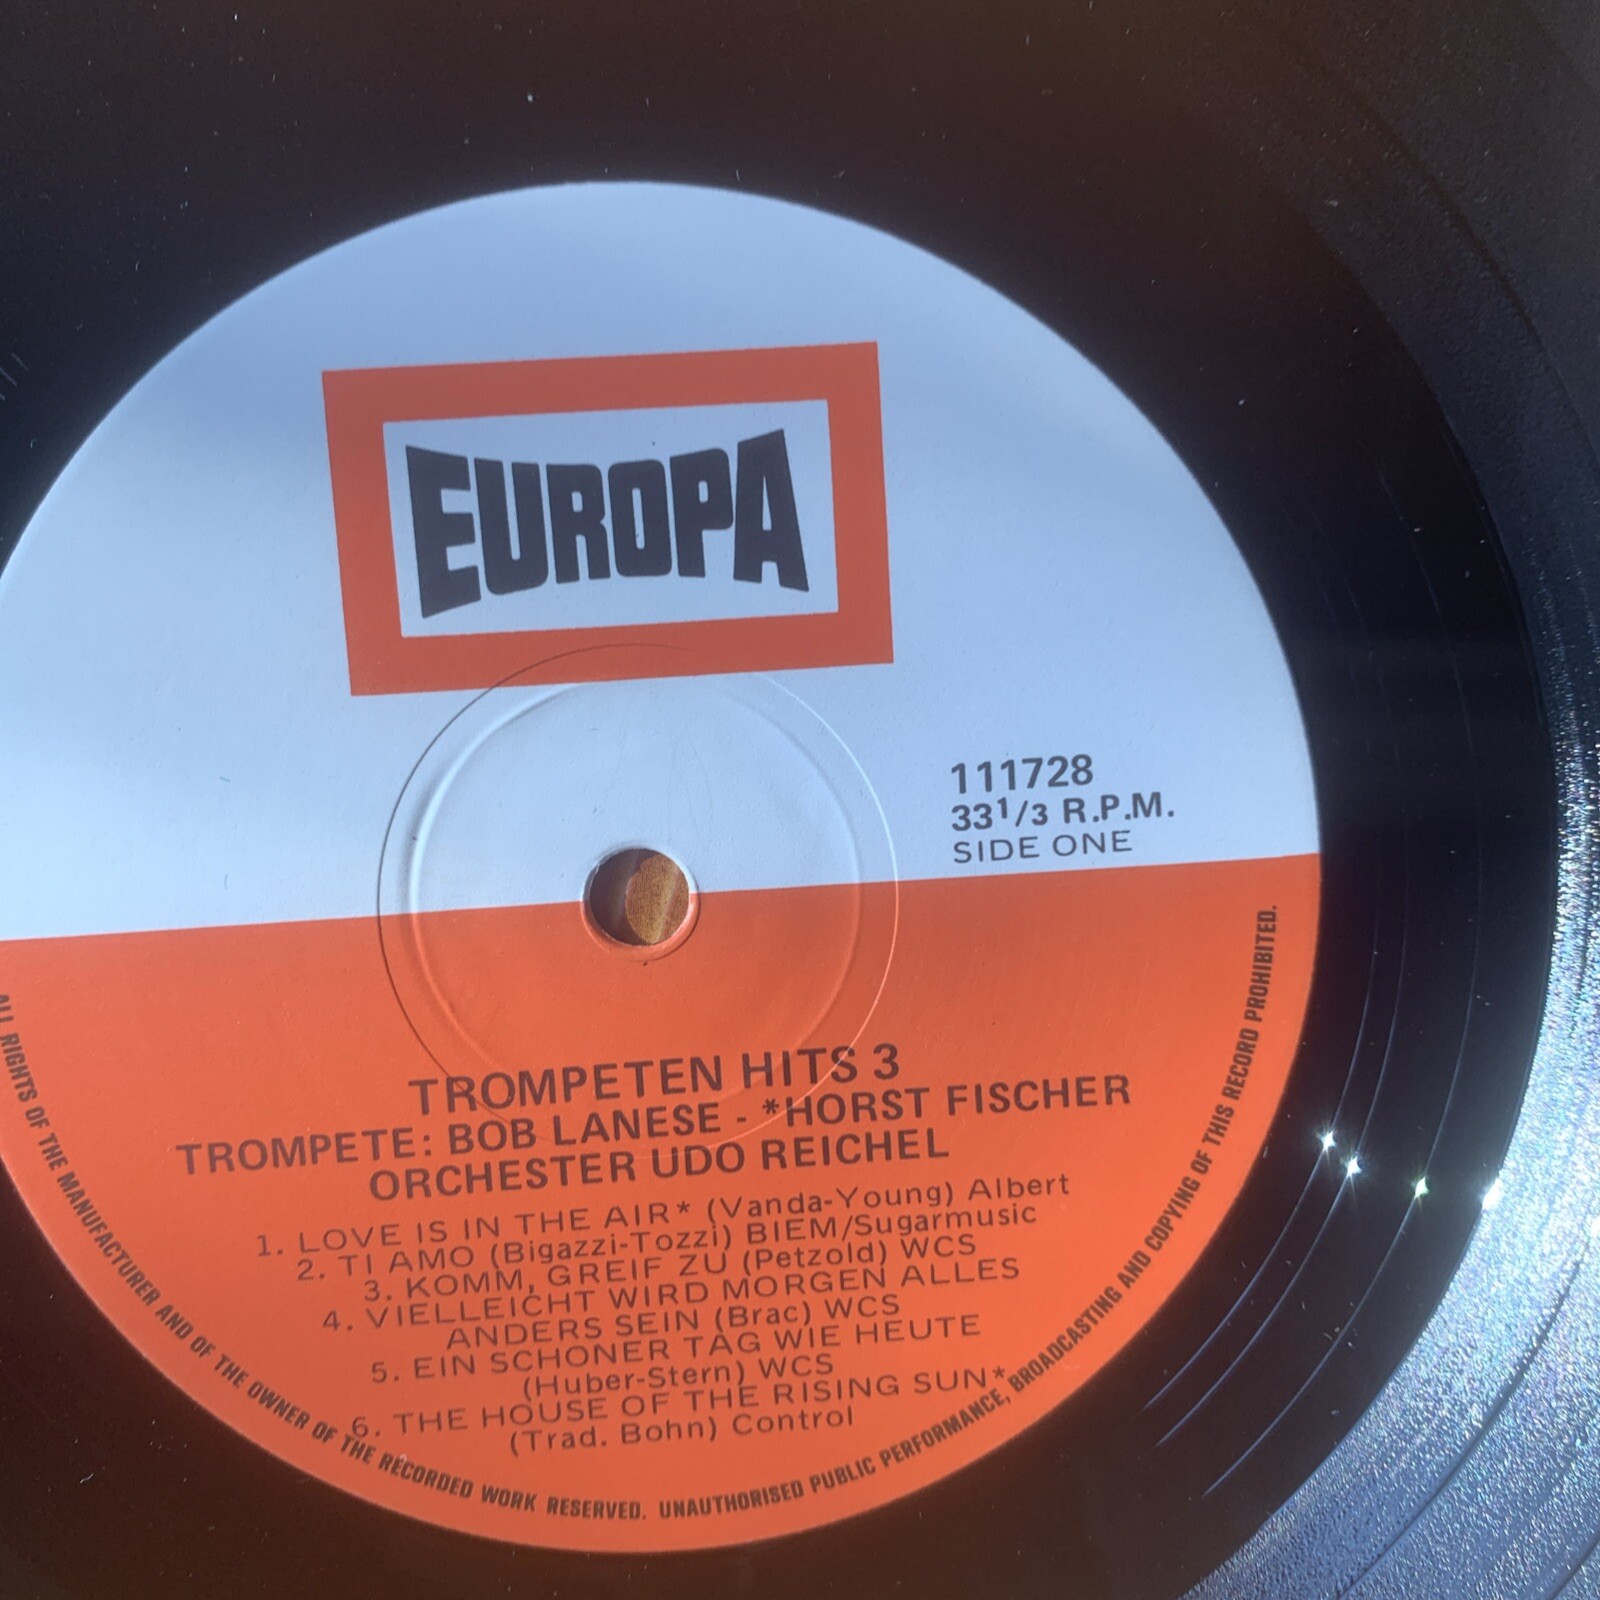 EUROPA
111728
33 1/3 R.P.M.
SIDE ONE
TROMPETEN HITS 3
TROMPETE: BOB LANESE - *HORST FISCHER
ORCHESTER UDO REICHEL
1. LOVE IS IN THE AIR* (Vanda-Young) Albert
2. TI AMO (Bigazzi-Tozzi) BIEM/Sugarmusic
3. KOMM, GREIF ZU (Petzold) WCS
4. VIELLEICHT WIRD MORGEN ALLES
ANDERS SEIN (Brac) WCS
5. EIN SCHONER TAG WIE HEUTE
(Huber-Stern) WCS
6. THE HOUSE OF THE RISING SUN*
(Trad. Bohn) Control
ALL RIGHTS OF THE MANUFACTURER AND OF THE OWNER OF THE RECORDED WORK RESERVED. UNAUTHORISED PUBLIC PERFORMANCE, BROADCASTING AND COPYING OF THIS RECORD PROHIBITED.